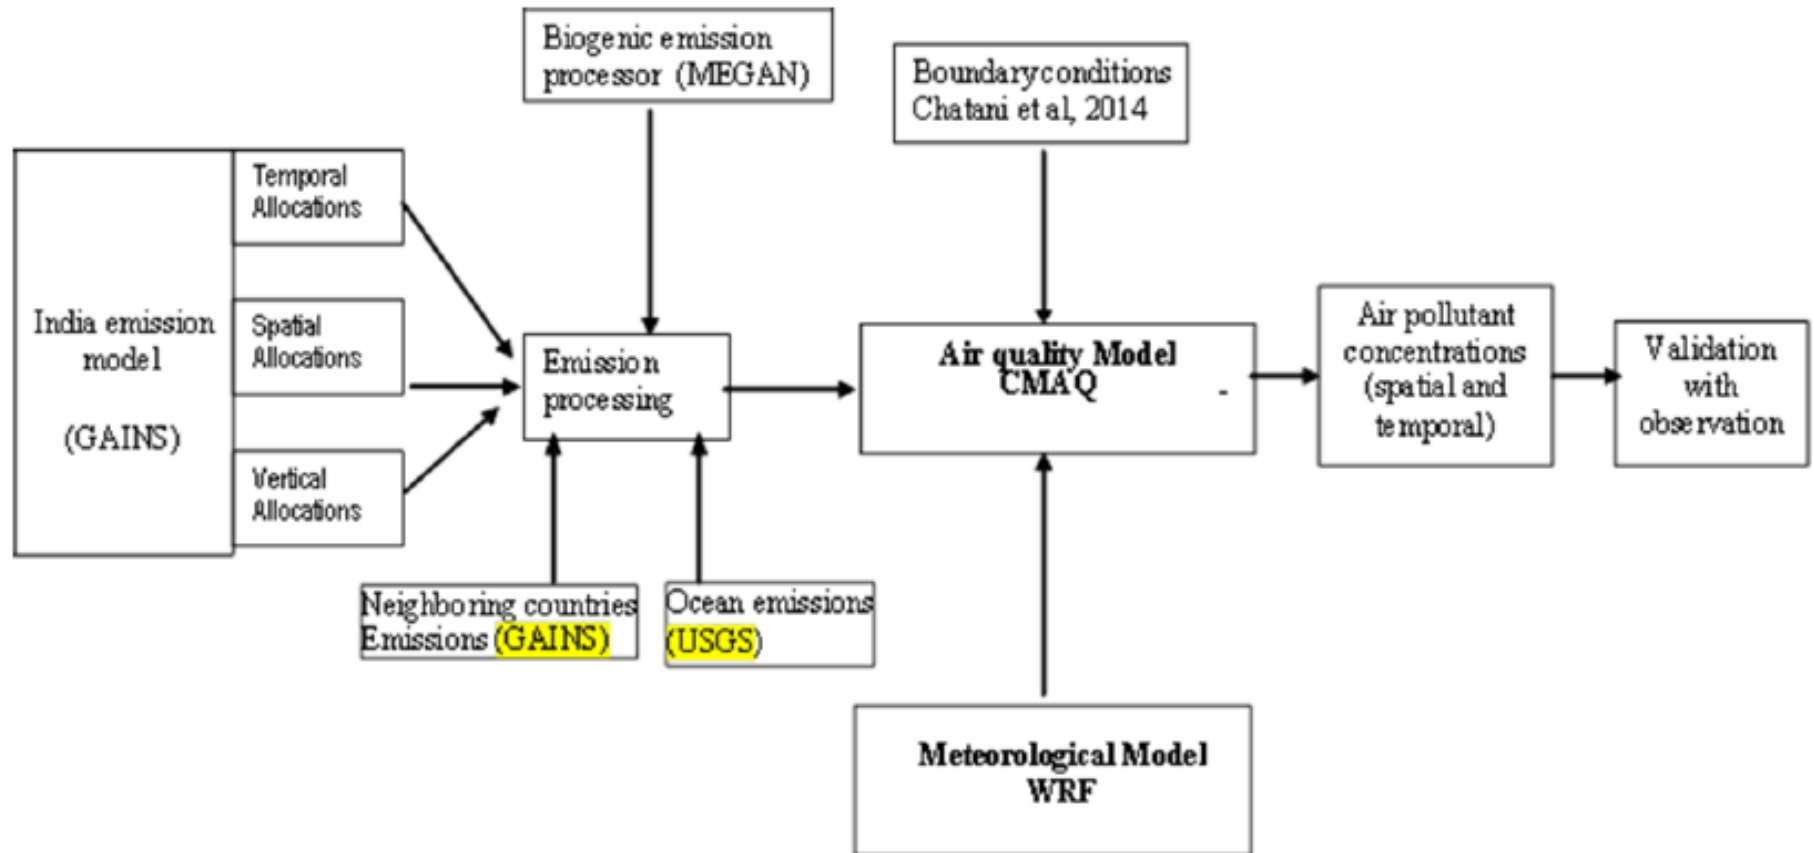 Biogenic emission
processor (MEGAN)
Boundary conditions
Chatani et al, 2014
Temporal
Allocations
India emission
model
(GAINS)
Spatial
Allocations
Vertical
Allocations
Emission
processing
Air quality Model
CMAQ -
Air pollutant
concentrations
(spatial and
temporal)
Validation
with
observation
Neighboring countries
Emissions (GAINS)
Ocean emissions
(USGS)
Meteorological Model
WRF